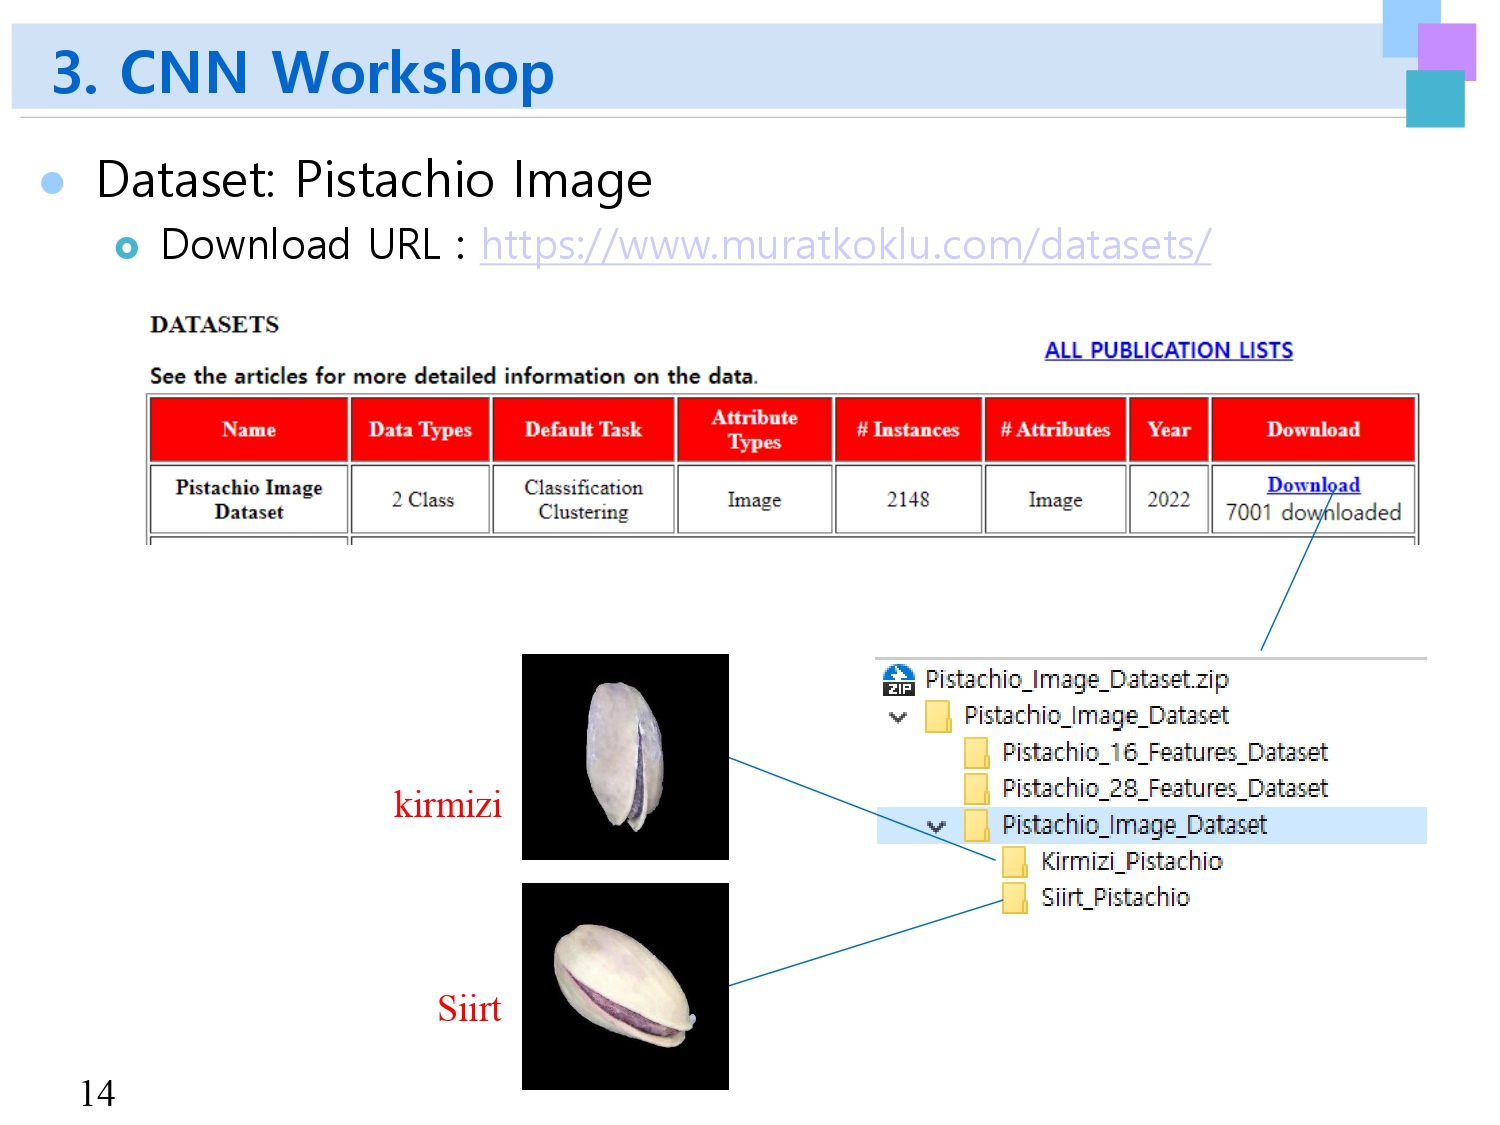 3. CNN Workshop
Dataset: Pistachio Image
Download URL : https://www.muratkoklu.com/datasets/
DATASETS
ALL PUBLICATION LISTS
See the articles for more detailed information on the data.
Name Data Types Default Task Attribute Types # Instances # Attributes Year Download
Pistachio Image Dataset 2 Class Classification Clustering Image 2148 Image 2022 Download 7001 downloaded
ZIP Pistachio_Image_Dataset.zip
Pistachio_Image_Dataset
Pistachio_16_Features_Dataset
Pistachio_28_Features_Dataset
Pistachio_Image_Dataset
Kirmizi_Pistachio
Siirt_Pistachio
kirmizi
Siirt
14